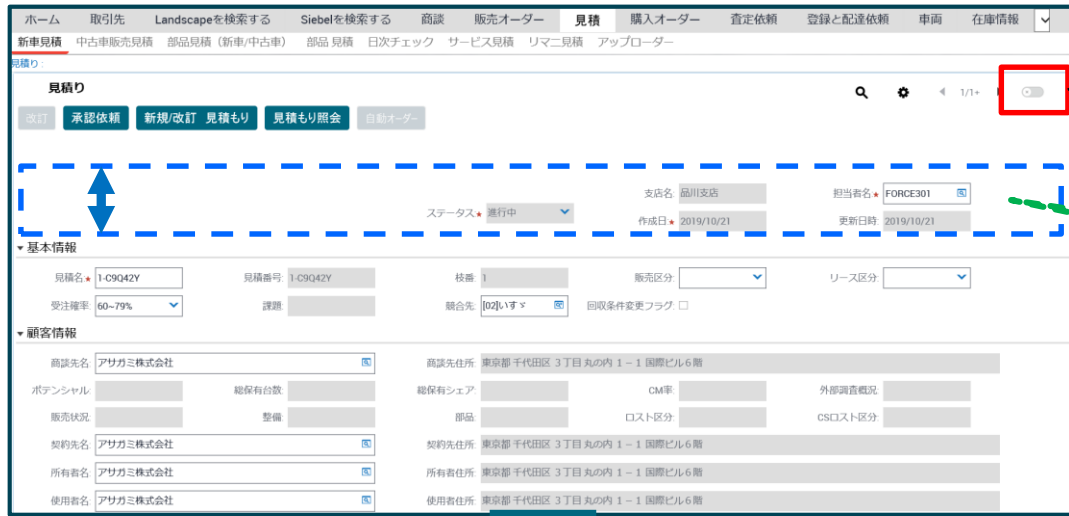 ホーム 取引先 Landscapeを検索する Siebelを検索する 商談 販売オーダー 見積 購入オーダー 査定依頼 登録と配達依頼 車両 在庫情報
新車見積 中古車販売見積 部品見積（新車/中古車） 部品 見積 日次チェック サービス見積 リマニ見積 アップローダー
見積り:
見積り 1/1+
改訂 承認依頼 新規/改訂 見積もり 見積もり照会 自動オーダー
支店名: 品川支店 担当者名★ FORCE301
ステータス★ 進行中 作成日★ 2019/10/21 更新日時: 2019/10/21
▾基本情報
見積名★ 1-C9Q42Y 見積番号: 1-C9Q42Y 枝番: 1 販売区分: リース区分:
受注確率: 60~79% 課題: 競合先: [02]いすゞ 回収条件変更フラグ:
▾顧客情報
商談先名: アサガミ株式会社 商談先住所: 東京都 千代田区 ３丁目 丸の内 １－１ 国際ビル６階
ポテンシャル: 総保有台数: 総保有シェア: CM率: 外部調査概況:
販売状況: 整備: 部品: ロスト区分: CSロスト区分:
契約先名: アサガミ株式会社 契約先住所: 東京都 千代田区 ３丁目 丸の内 １－１ 国際ビル６階
所有者名: アサガミ株式会社 所有者住所: 東京都 千代田区 ３丁目 丸の内 １－１ 国際ビル６階
使用者名: アサガミ株式会社 使用者住所: 東京都 千代田区 ３丁目 丸の内 １－１ 国際ビル６階